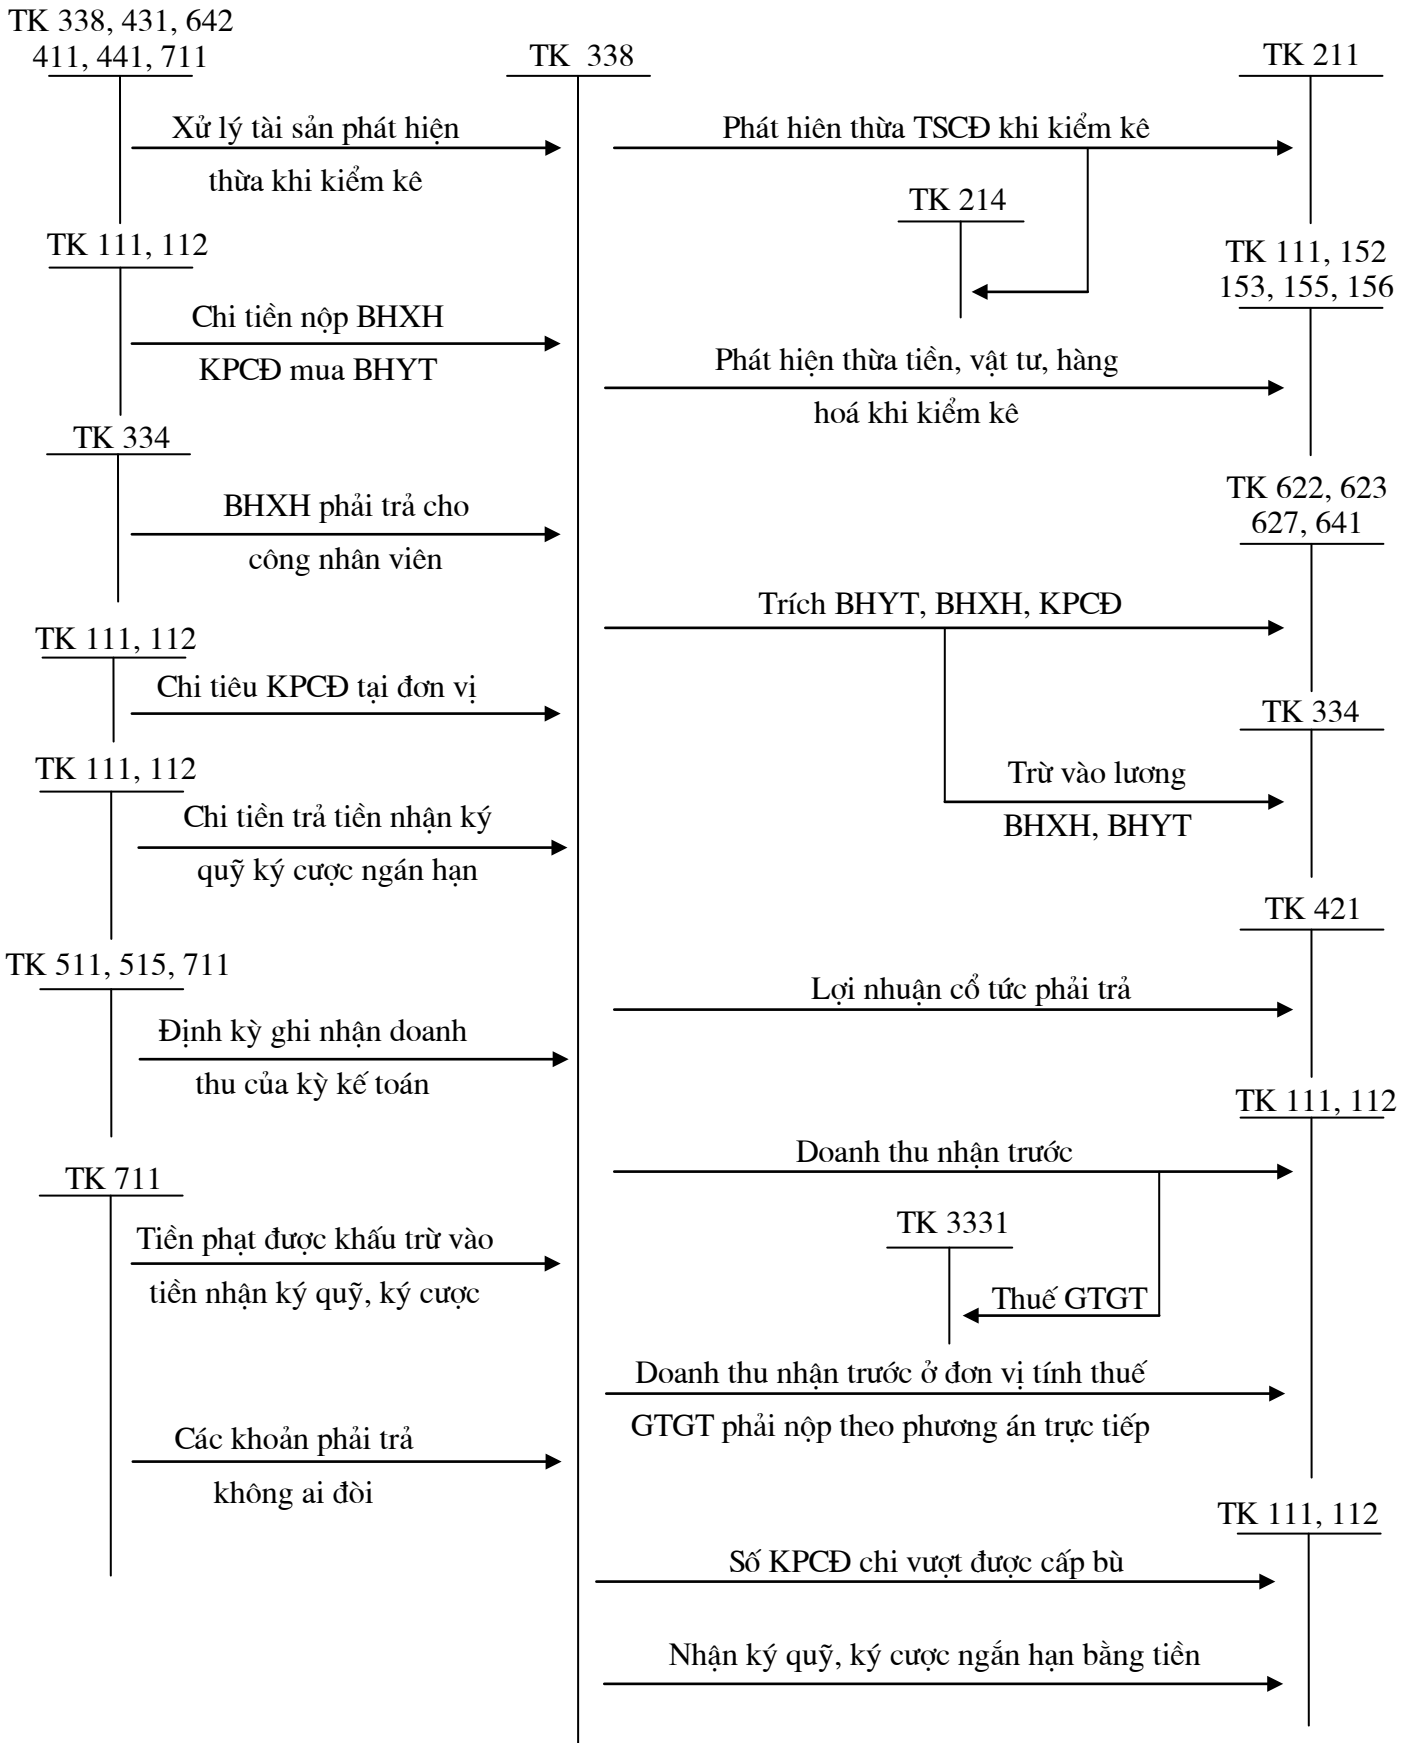 TK 338, 431, 642
411, 441, 711
TK 338
TK 211
Xử lý tài sản phát hiện
thừa khi kiểm kê
Phát hiên thừa TSCĐ khi kiểm kê
TK 214
TK 111, 112
TK 111, 152
153, 155, 156
Chi tiền nộp BHXH
KPCĐ mua BHYT
Phát hiện thừa tiền, vật tư, hàng
hoá khi kiểm kê
TK 334
BHXH phải trả cho
công nhân viên
TK 622, 623
627, 641
Trích BHYT, BHXH, KPCĐ
TK 111, 112
Chi tiêu KPCĐ tại đơn vị
TK 334
Trừ vào lương
BHXH, BHYT
TK 111, 112
Chi tiền trả tiền nhận ký
quỹ ký cược ngán hạn
TK 421
Lợi nhuận cổ tức phải trả
TK 511, 515, 711
Định kỳ ghi nhận doanh
thu của kỳ kế toán
TK 111, 112
Doanh thu nhận trước
TK 3331
Thuế GTGT
TK 711
Tiền phạt được khấu trừ vào
tiền nhận ký quỹ, ký cược
Doanh thu nhận trước ở đơn vị tính thuế
GTGT phải nộp theo phương án trực tiếp
Các khoản phải trả
không ai đòi
TK 111, 112
Số KPCĐ chi vượt được cấp bù
Nhận ký quỹ, ký cược ngắn hạn bằng tiền